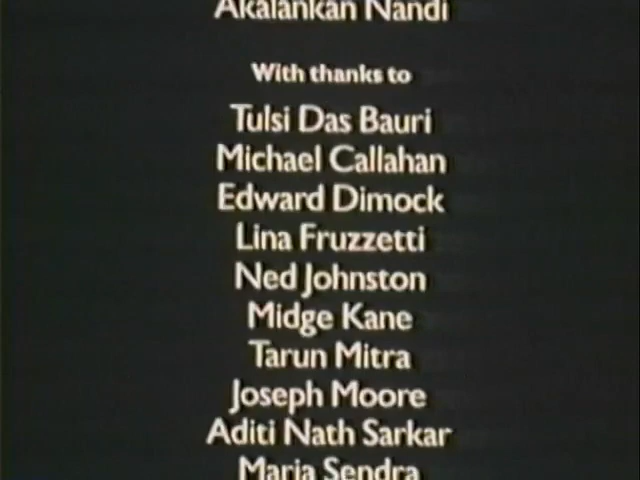 Akalankan Nandi
With thanks to
Tulsi Das Bauri
Michael Callahan
Edward Dimock
Lina Fruzzetti
Ned Johnston
Midge Kane
Tarun Mitra
Joseph Moore
Aditi Nath Sarkar
Maria Sendra